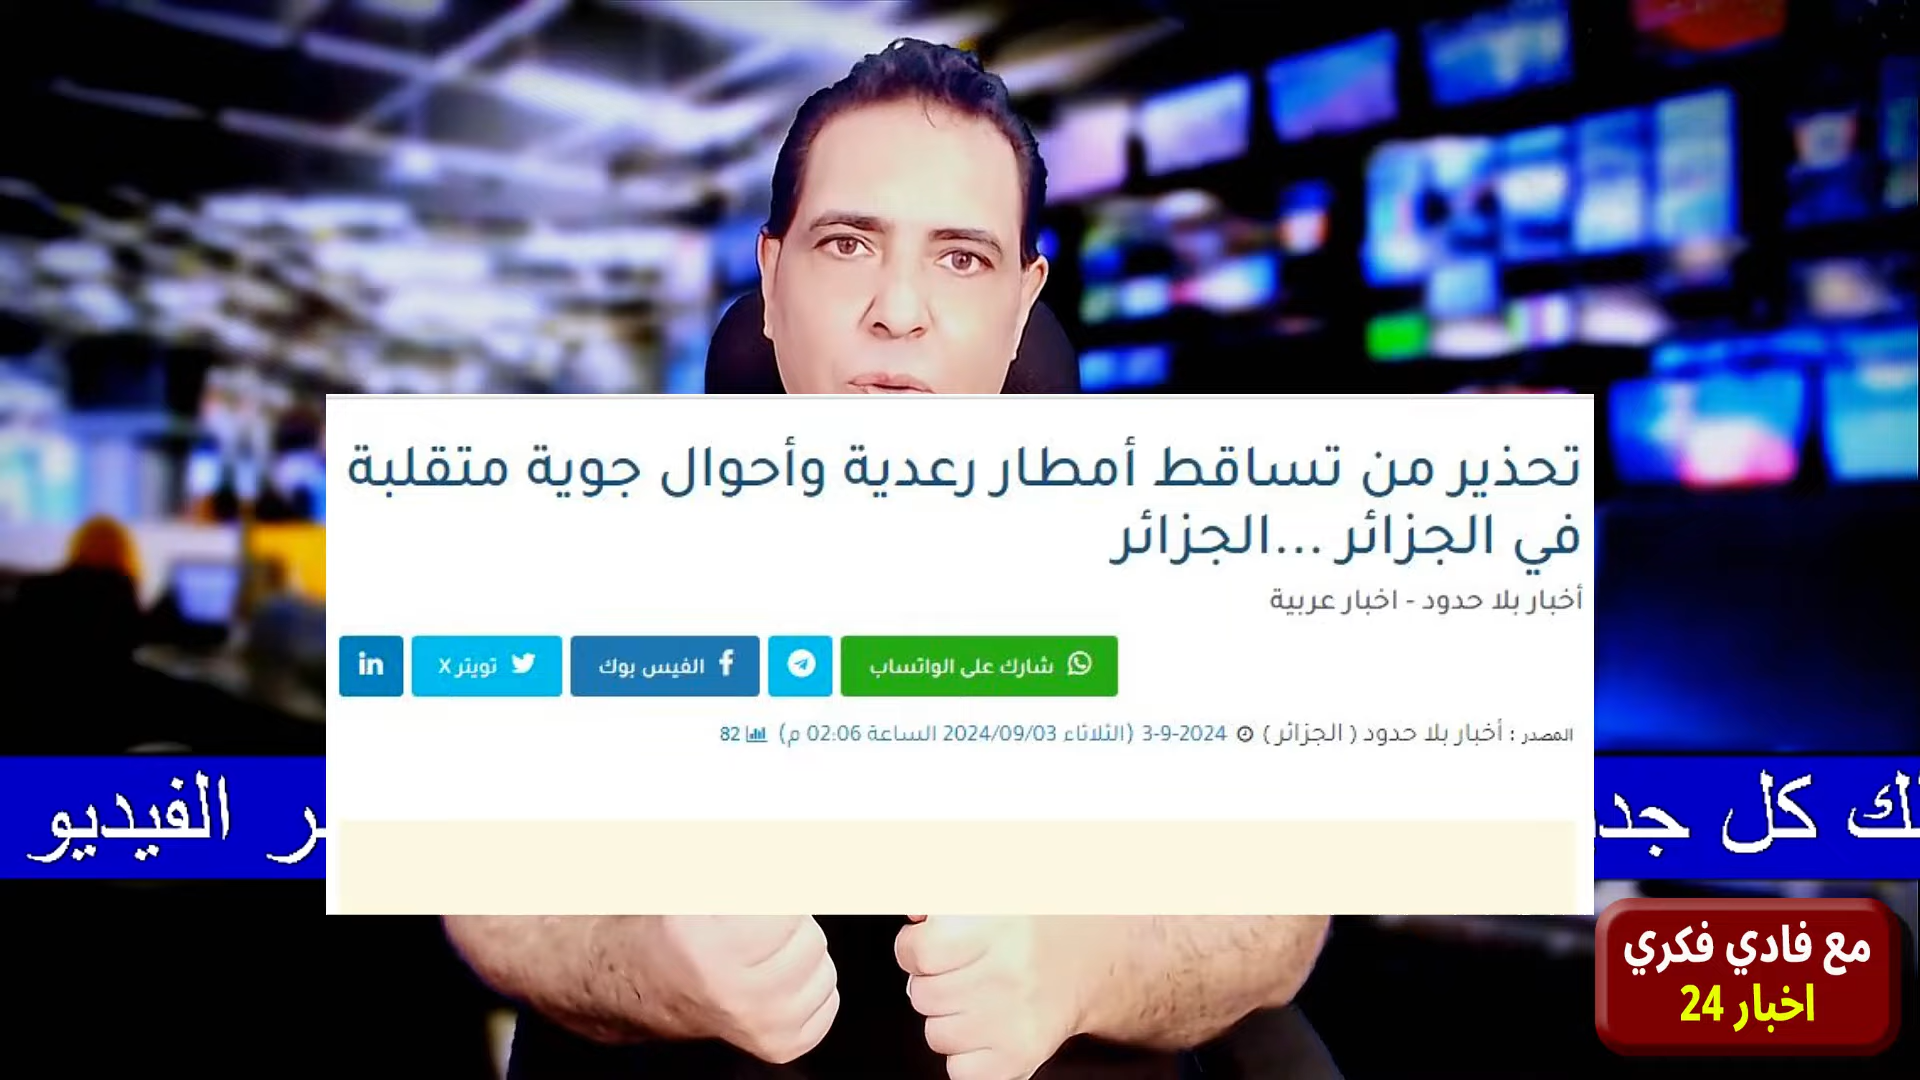 تحذير من تساقط أمطار رعدية وأحوال جوية متقلبة
في الجزائر ...الجزائر
أخبار بلا حدود - اخبار عربية
شارك على الواتساب
الفيس بوك
تويتر X
in
المصدر : أخبار بلا حدود ( الجزائر ) 3-9-2024 (الثلاثاء 2024/09/03 الساعة 02:06 م) 82
كل
الفيديو
مع فادي فكري
اخبار 24